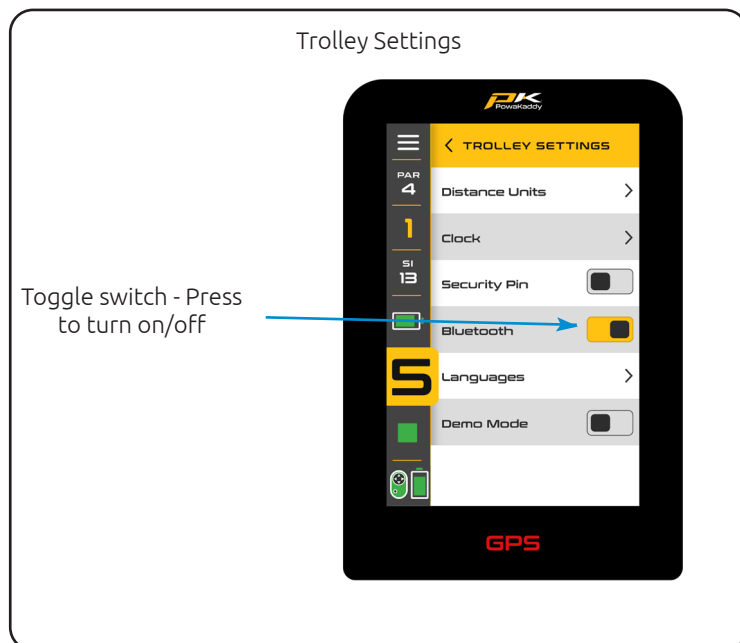 Trolley Settings
PK
PowaKaddy
TROLLEY SETTINGS
PAR
4
Distance Units
1
Clock
SI
13
Security Pin
Toggle switch - Press
to turn on/off
Bluetooth
S
Languages
Demo Mode
GPS